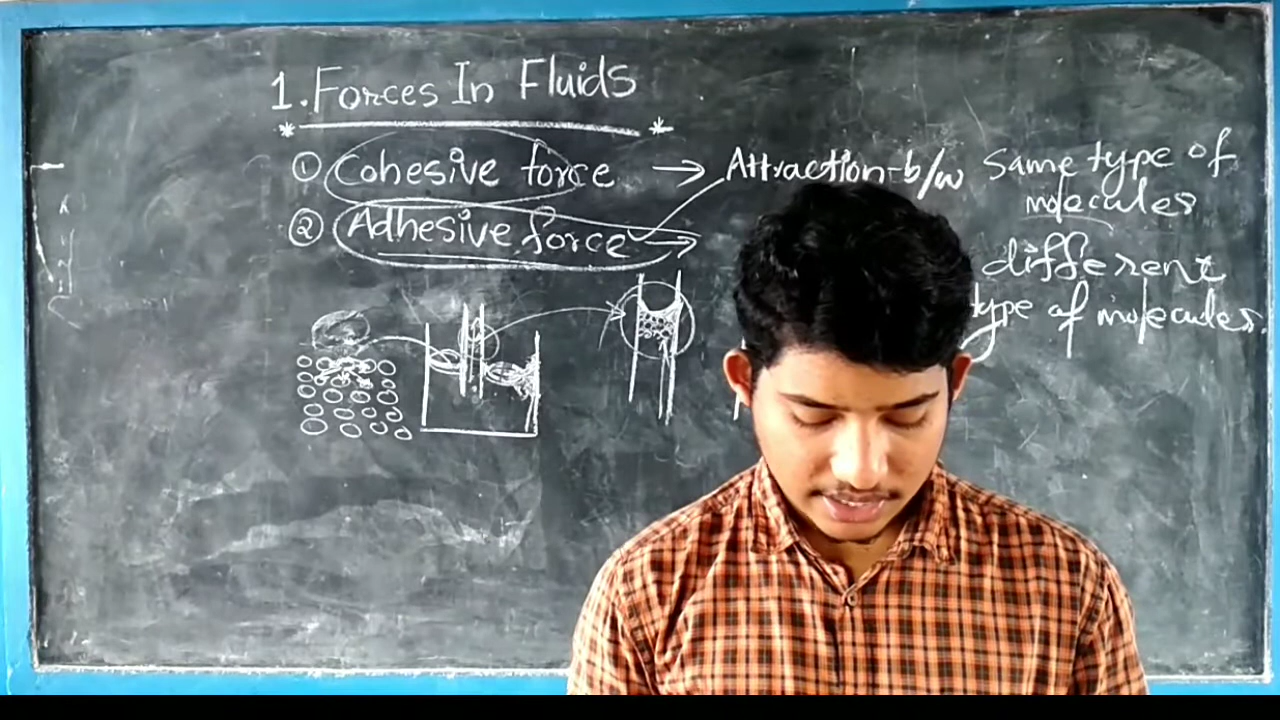 1. Forces In Fluids
① Cohesive force → Attraction b/w Same type of
molecules
② Adhesive force → different
type of molecules.